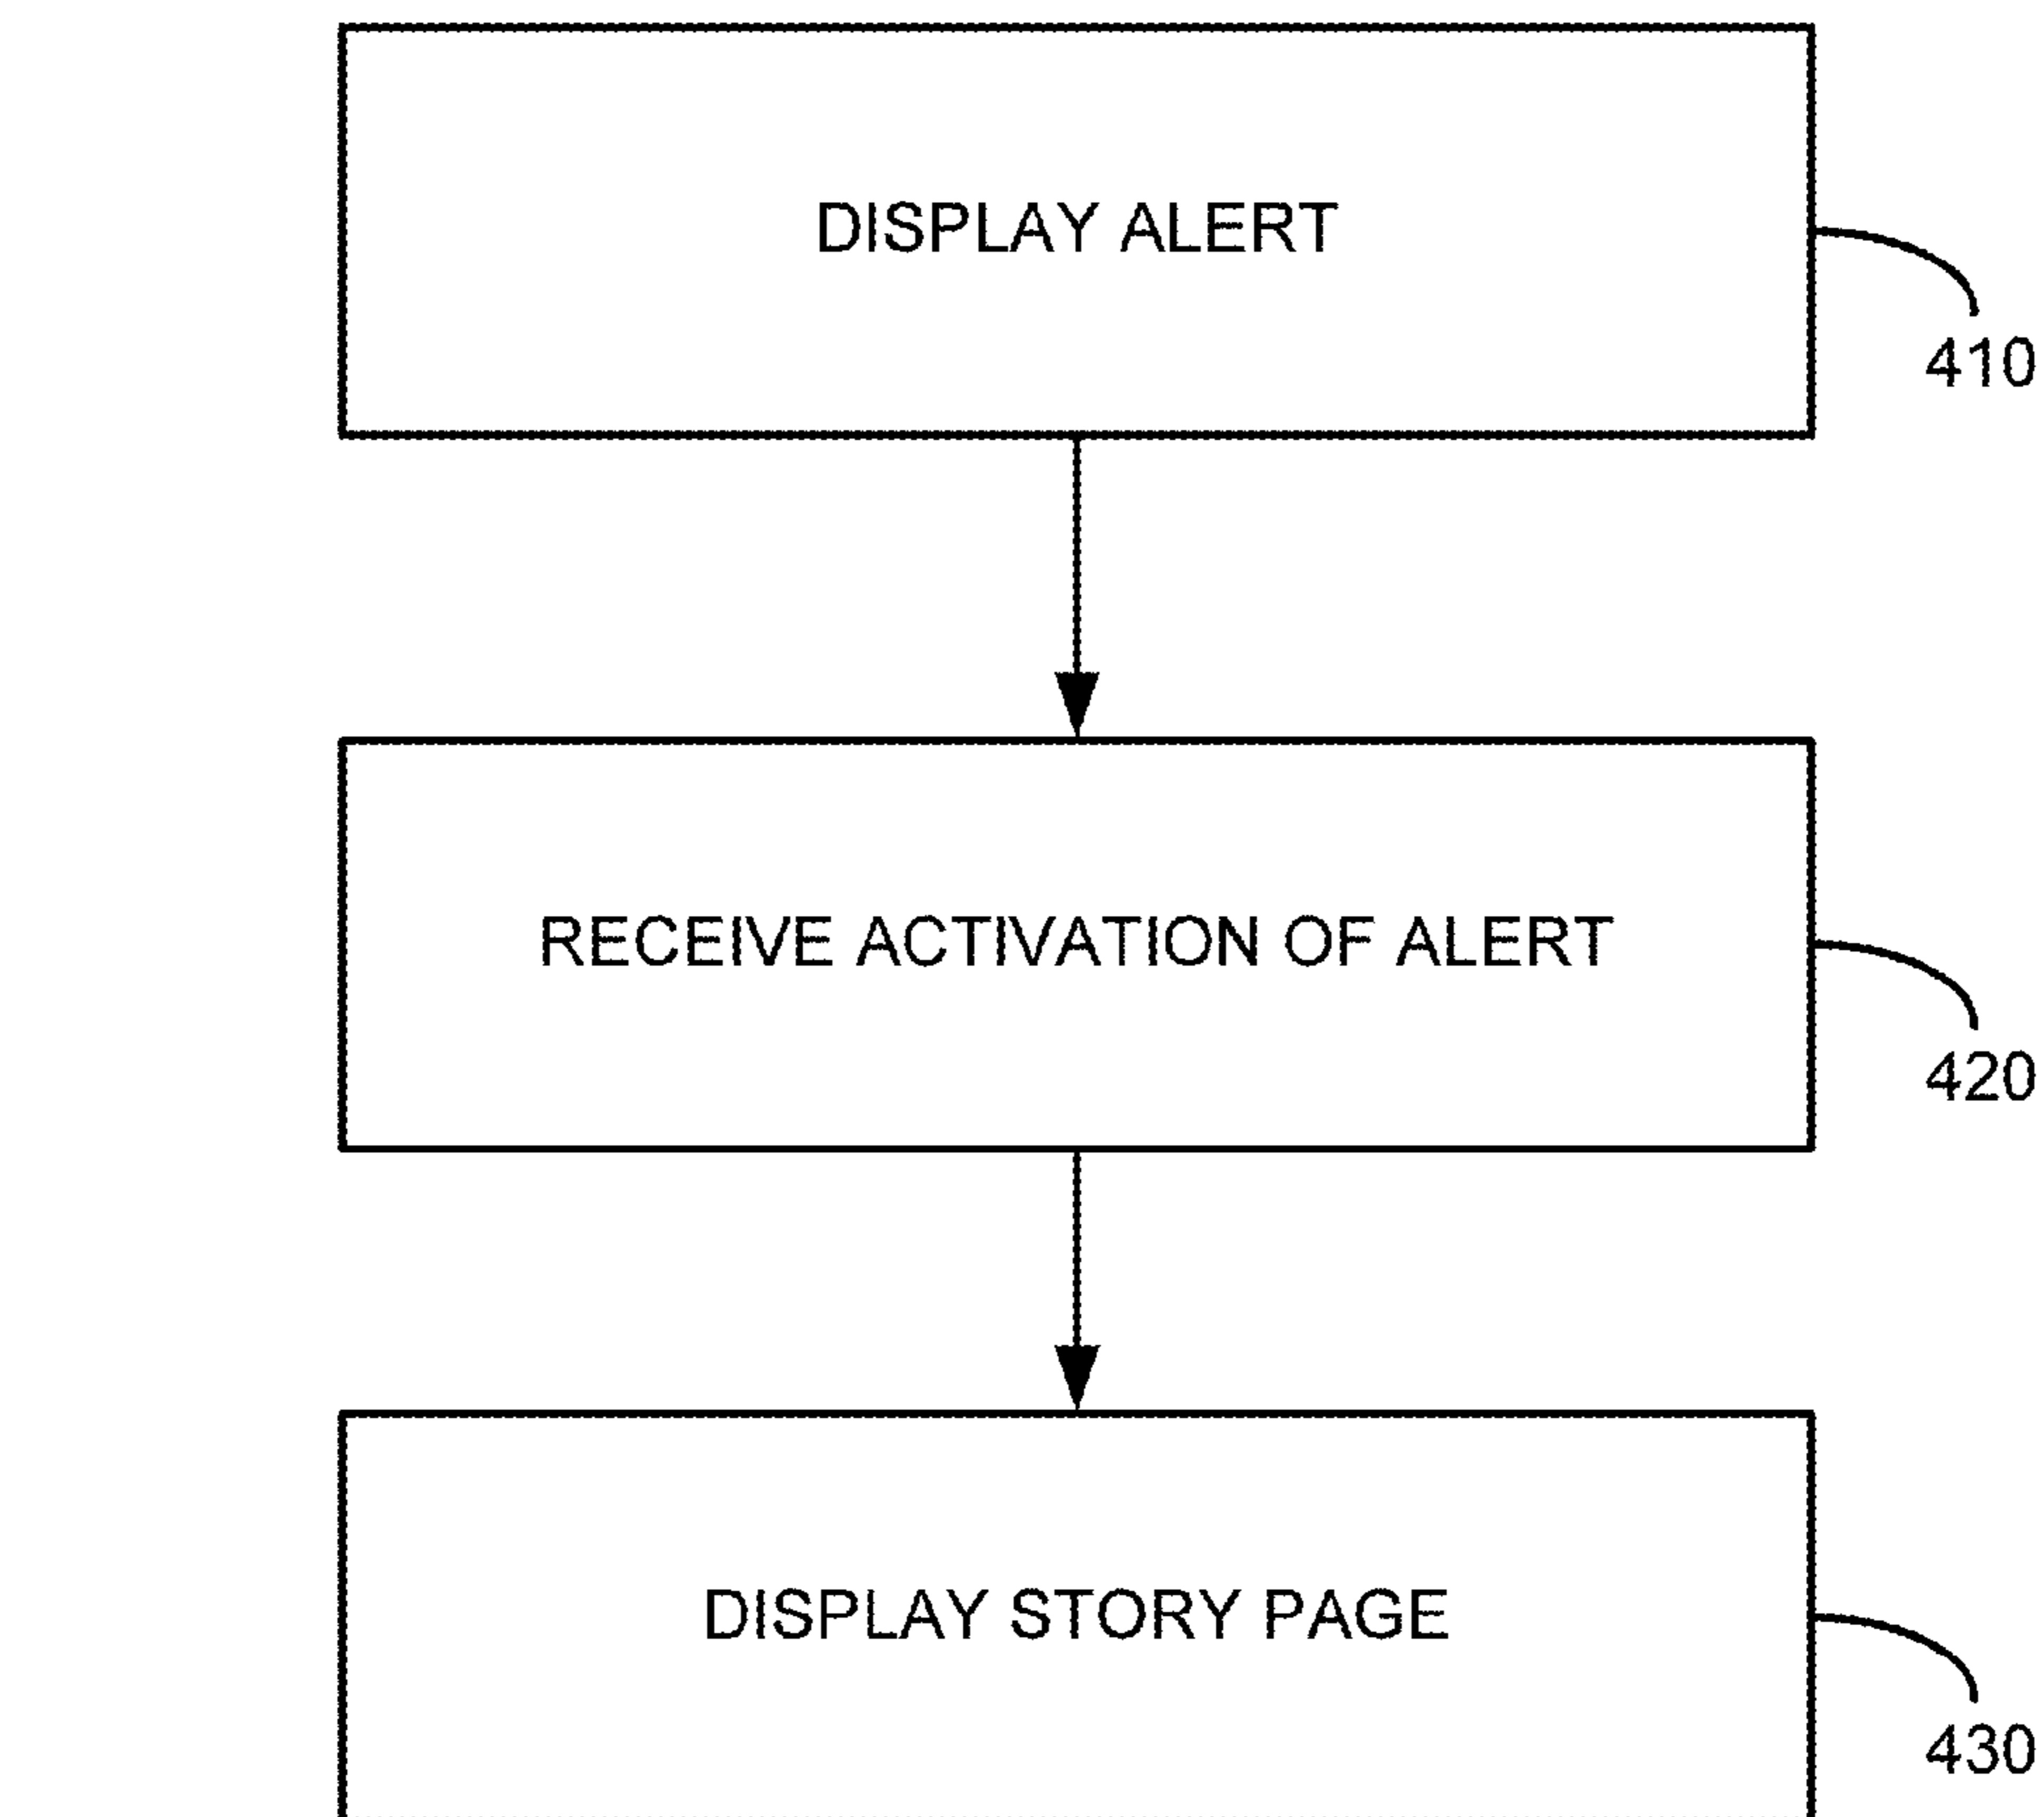 DISPLAY ALERT
410
RECEIVE ACTIVATION OF ALERT
420
DISPLAY STORY PAGE
430